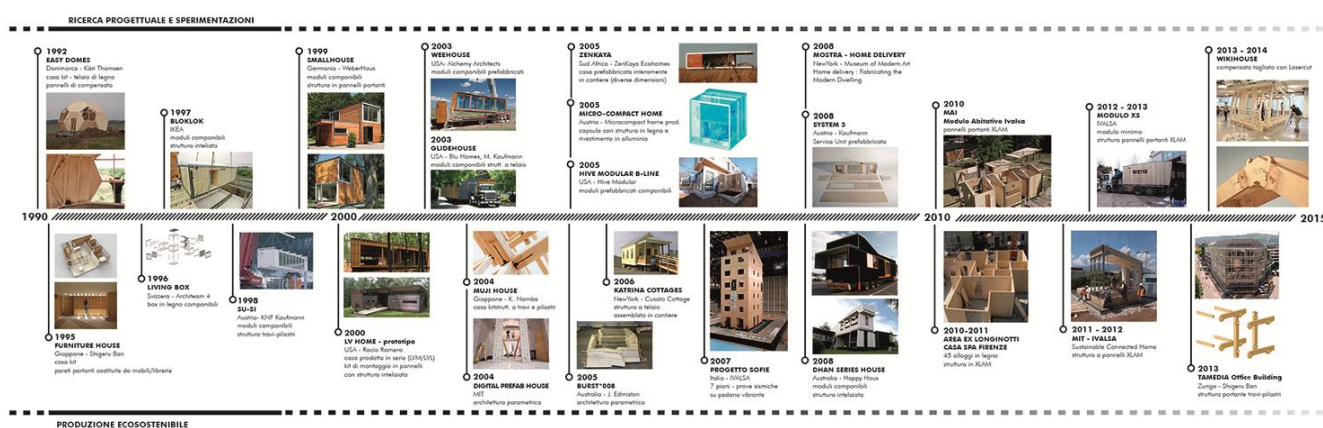 RICERCA PROGETTUALE E SPERIMENTAZIONI
1992
EASY DOMES
Danimarca - Kàri Thomsen
casa kit - telaio di legno
pannelli di compensato
1997
BLOKLOK
IKEA
moduli componibili
struttura intelaiata
1999
SMALLHOUSE
Germania - WeberHaus
moduli componibili
struttura in pannelli portanti
2003
WEEHOUSE
USA- Alchemy Architects
moduli componibili prefabbricati
2003
GLIDEHOUSE
USA - Blu Homes, M. Kaufmann
moduli componibili strutt. a telaio
2005
ZENKAYA
Sud Africa - ZenKaya Ecohomes
casa prefabbricata interamente
in cantiere (diverse dimensioni)
2005
MICRO-COMPACT HOME
Austria - Microcompact home prod.
capsula con struttura in legno e
rivestimento in alluminio
2005
HIVE MODULAR B-LINE
USA - Hive Modular
moduli prefabbricati componibili
2008
MOSTRA - HOME DELIVERY
NewYork - Museum of Modern Art
Home delivery : Fabricating the
Modern Dwelling
2008
SYSTEM 3
Austria - Kaufmann
Service Unit prefabbricata
2010
MAI
Modulo Abitativo Ivalsa
pannelli portanti XLAM
2012 - 2013
MODULO XS
IVALSA
modulo minimo
struttura pannelli portanti XLAM
2013 - 2014
WIKIHOUSE
compensato tagliato con Lasercut
1990
2000
2010
2015
1995
FURNITURE HOUSE
Giappone - Shigeru Ban
casa kit
pareti portanti costituite da mobili/librerie
1996
LIVING BOX
Svizzera - Architeam 4
box in legno componibili
1998
SU-SI
Austria- KNF Kaufmann
moduli componibili
struttura travi-pilastri
2000
LV HOME - prototipo
USA - Rocio Romero
casa prodotta in serie (LVM/LVL)
kit di montaggio in pannelli
con struttura intelaiata
2004
MUJI HOUSE
Giappone - K. Namba
casa kitstrutt. a travi e pilastri
2004
DIGITAL PREFAB HOUSE
MIT
architettura parametrica
2005
BURST*008
Australia - J. Edmiston
architettura parametrica
2006
KATRINA COTTAGES
NewYork - Cusato Cottage
struttura a telaio
assemblata in cantiere
2007
PROGETTO SOFIE
Italia - IVALSA
7 piani - prove sismiche
su pedana vibrante
2008
DHAN SERIES HOUSE
Australia - Happy Haus
moduli componibili
struttura intelaiata
2010-2011
AREA EX LONGINOTTI
CASA SPA FIRENZE
45 alloggi in legno
struttura in XLAM
2011 - 2012
MIT - IVALSA
Sustainable Connected Home
struttura a pannelli XLAM
2013
TAMEDIA Office Building
Zurigo - Shigeru Ban
struttura portante travi-pilastri
PRODUZIONE ECOSOSTENIBILE